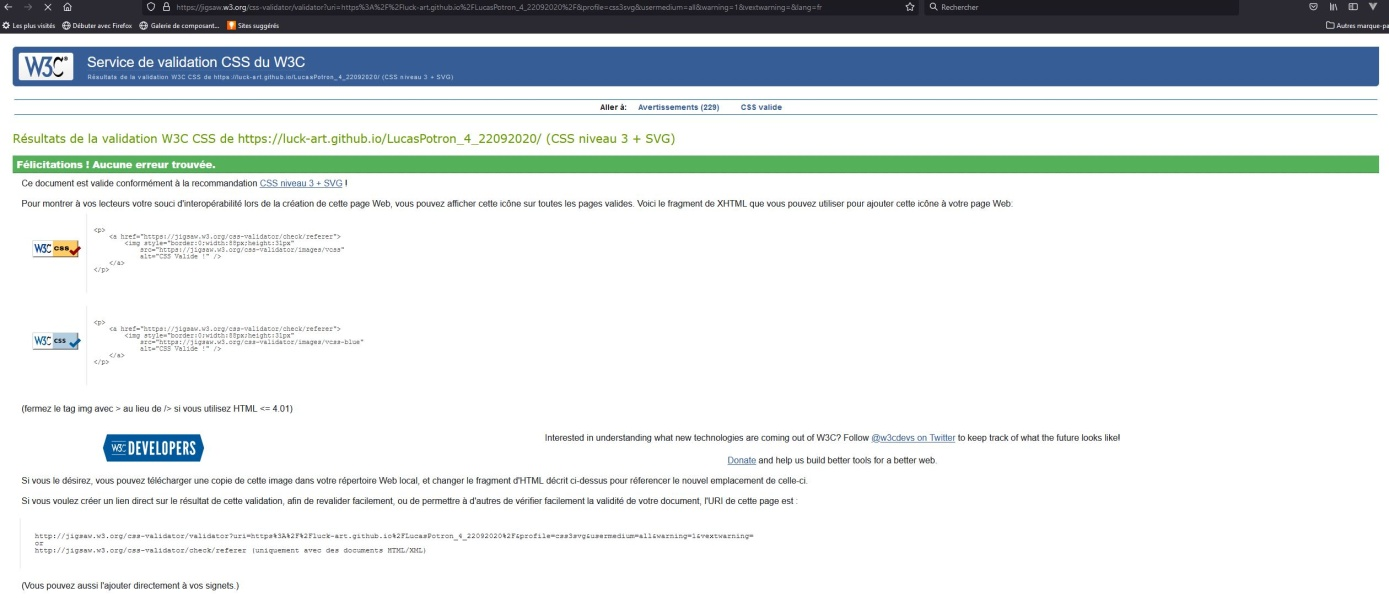 https://jigsaw.w3.org/css-validator/validator?uri=https%3A%2F%2Fluck-art.github.io%2FLucasPotron_4_22092020%2F&profile=css3svg&usermedium=all&warning=1&vextwarning=&lang=fr
Rechercher
Les plus visités
Débuter avec Firefox
Galerie de composant...
Sites suggérés
Autres marque-pa
W3C®
Service de validation CSS du W3C
Résultats de la validation W3C CSS de https://luck-art.github.io/LucasPotron_4_22092020/ (CSS niveau 3 + SVG)
Aller à: Avertissements (229) CSS valide
Résultats de la validation W3C CSS de https://luck-art.github.io/LucasPotron_4_22092020/ (CSS niveau 3 + SVG)
Félicitations ! Aucune erreur trouvée.
Ce document est valide conformément à la recommandation CSS niveau 3 + SVG !
Pour montrer à vos lecteurs votre souci d'interopérabilité lors de la création de cette page Web, vous pouvez afficher cette icône sur toutes les pages valides. Voici le fragment de XHTML que vous pouvez utiliser pour ajouter cette icône à votre page Web:
W3C css
<p>
<a href="https://jigsaw.w3.org/css-validator/check/referer">
<img style="border:0;width:88px;height:31px"
src="https://jigsaw.w3.org/css-validator/images/vcss"
alt="CSS Valide !" />
</a>
</p>
W3C css
<p>
<a href="https://jigsaw.w3.org/css-validator/check/referer">
<img style="border:0;width:88px;height:31px"
src="https://jigsaw.w3.org/css-validator/images/vcss-blue"
alt="CSS Valide !" />
</a>
</p>
(fermez le tag img avec > au lieu de /> si vous utilisez HTML <= 4.01)
W3C DEVELOPERS
Interested in understanding what new technologies are coming out of W3C? Follow @w3cdevs on Twitter to keep track of what the future looks like!
Donate and help us build better tools for a better web.
Si vous le désirez, vous pouvez télécharger une copie de cette image dans votre répertoire Web local, et changer le fragment d'HTML décrit ci-dessus pour réferencer le nouvel emplacement de celle-ci.
Si vous voulez créer un lien direct sur le résultat de cette validation, afin de revalider facilement, ou de permettre à d'autres de vérifier facilement la validité de votre document, l'URI de cette page est :
http://jigsaw.w3.org/css-validator/validator?uri=https%3A%2F%2Fluck-art.github.io%2FLucasPotron_4_22092020%2F&profile=css3svg&usermedium=all&warning=1&vextwarning=
or
http://jigsaw.w3.org/css-validator/check/referer (uniquement avec des documents HTML/XML)
(Vous pouvez aussi l'ajouter directement à vos signets.)